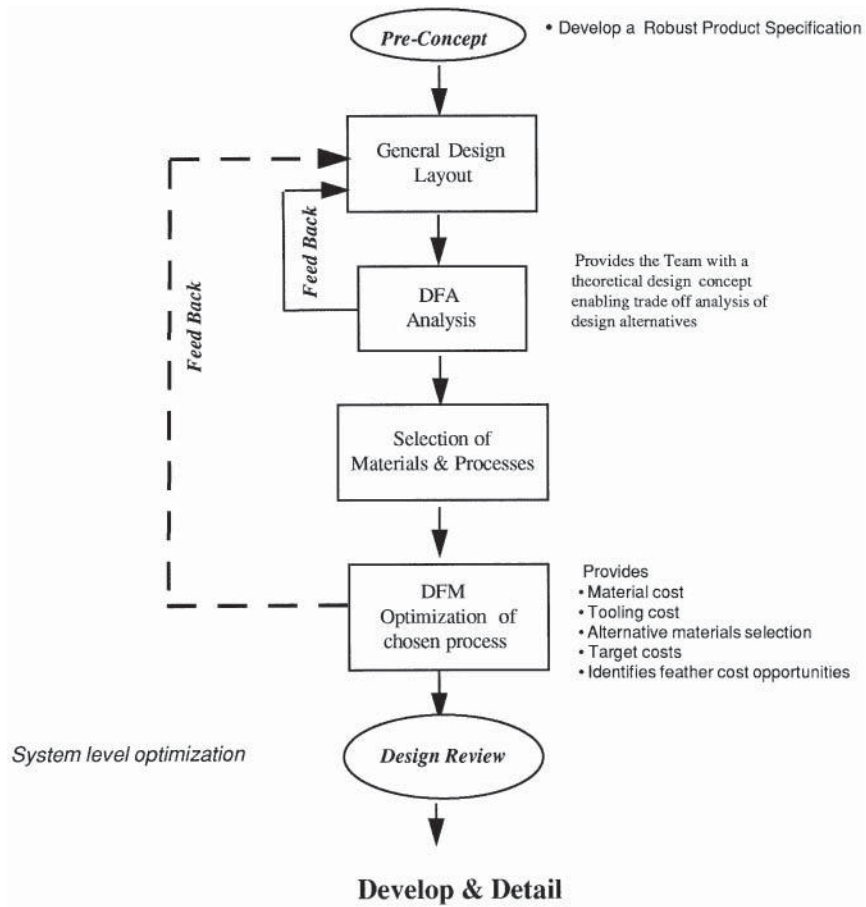 Pre-Concept
• Develop a Robust Product Specification
General Design
Layout
Feed Back
Feed Back
DFA
Analysis
Provides the Team with a
theoretical design concept
enabling trade off analysis of
design alternatives
Selection of
Materials & Processes
DFM
Optimization of
chosen process
Provides
• Material cost
• Tooling cost
• Alternative materials selection
• Target costs
• Identifies feather cost opportunities
System level optimization
Design Review
Develop & Detail